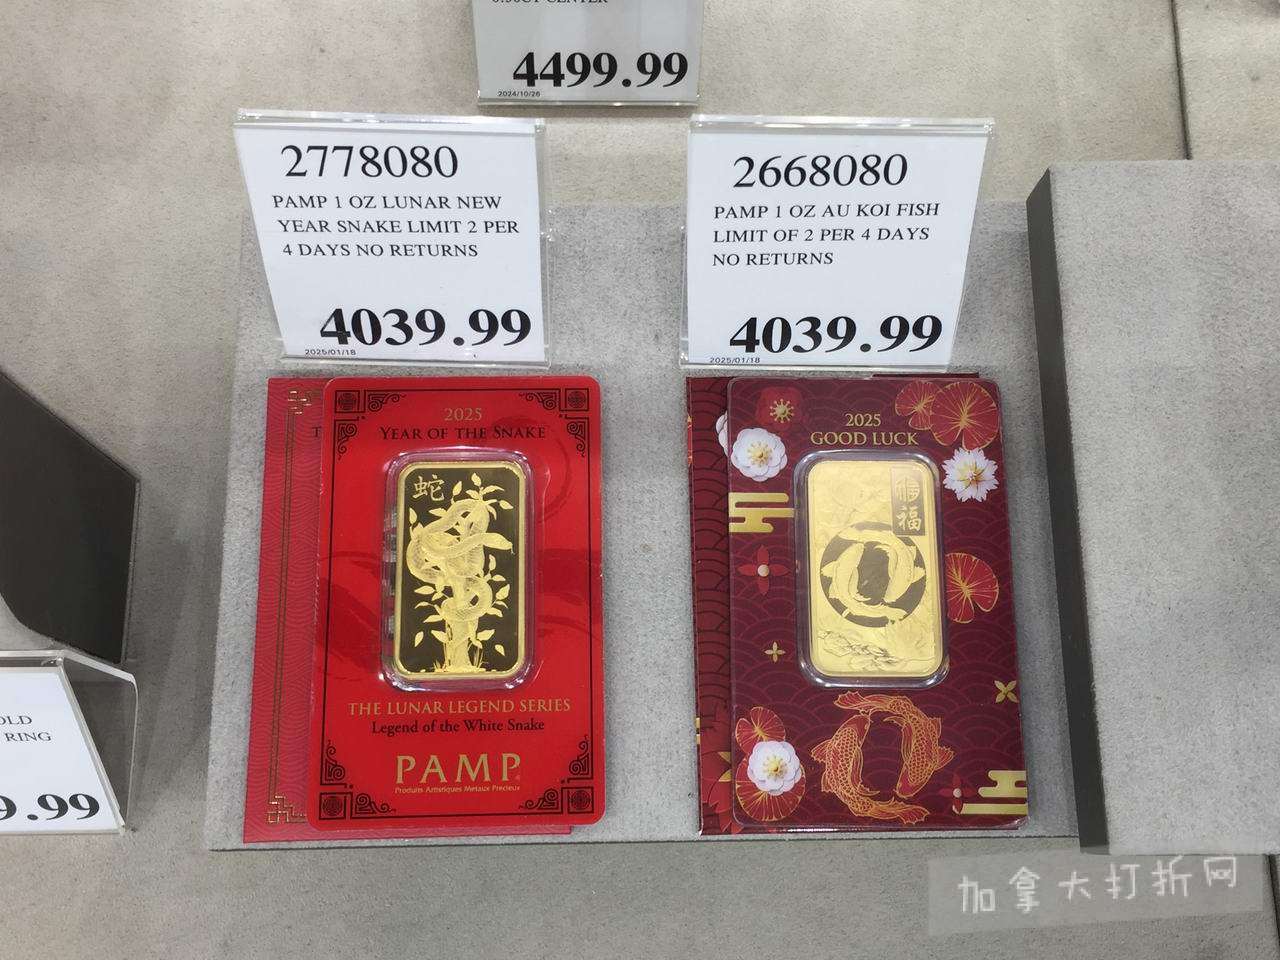 4499.99
2024/10/26
2778080
PAMP 1 OZ LUNAR NEW
YEAR SNAKE LIMIT 2 PER
4 DAYS NO RETURNS
4039.99
2025/01/18
2668080
PAMP 1 OZ AU KOI FISH
LIMIT OF 2 PER 4 DAYS
NO RETURNS
4039.99
2025/01/18
2025
YEAR OF THE SNAKE
蛇
THE LUNAR LEGEND SERIES
Legend of the White Snake
PAMP
Produits Artistiques Métaux Précieux
2025
GOOD LUCK
福
OLD
RING
9.99
加拿大打折网